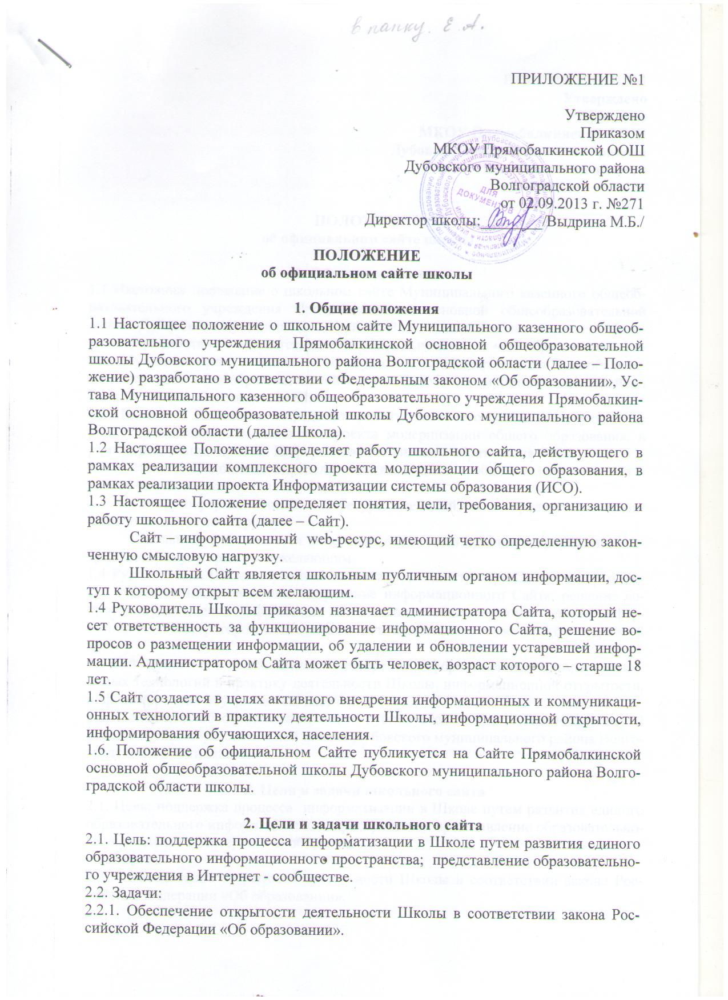 в папку. Е. А.
ПРИЛОЖЕНИЕ №1
Утверждено
Приказом
МКОУ Прямобалкинской ООШ
Дубовского муниципального района
Волгоградской области
от 02.09.2013 г. №271
Директор школы: ________/Выдрина М.Б./
ДЛЯ
ДОКУМЕНТОВ
ПОЛОЖЕНИЕ
об официальном сайте школы
1. Общие положения
1.1 Настоящее положение о школьном сайте Муниципального казенного общеоб-
разовательного учреждения Прямобалкинской основной общеобразовательной
школы Дубовского муниципального района Волгоградской области (далее – Поло-
жение) разработано в соответствии с Федеральным законом «Об образовании», Ус-
тава Муниципального казенного общеобразовательного учреждения Прямобалкин-
ской основной общеобразовательной школы Дубовского муниципального района
Волгоградской области (далее Школа).
1.2 Настоящее Положение определяет работу школьного сайта, действующего в
рамках реализации комплексного проекта модернизации общего образования, в
рамках реализации проекта Информатизации системы образования (ИСО).
1.3 Настоящее Положение определяет понятия, цели, требования, организацию и
работу школьного сайта (далее – Сайт).
Сайт – информационный web-ресурс, имеющий четко определенную закон-
ченную смысловую нагрузку.
Школьный Сайт является школьным публичным органом информации, дос-
туп к которому открыт всем желающим.
1.4 Руководитель Школы приказом назначает администратора Сайта, который не-
сет ответственность за функционирование информационного Сайта, решение во-
просов о размещении информации, об удалении и обновлении устаревшей инфор-
мации. Администратором Сайта может быть человек, возраст которого – старше 18
лет.
1.5 Сайт создается в целях активного внедрения информационных и коммуникаци-
онных технологий в практику деятельности Школы, информационной открытости,
информирования обучающихся, населения.
1.6. Положение об официальном Сайте публикуется на Сайте Прямобалкинской
основной общеобразовательной школы Дубовского муниципального района Волго-
градской области школы.
2. Цели и задачи школьного сайта
2.1. Цель: поддержка процесса информатизации в Школе путем развития единого
образовательного информационного пространства; представление образовательно-
го учреждения в Интернет - сообществе.
2.2. Задачи:
2.2.1. Обеспечение открытости деятельности Школы в соответствии закона Рос-
сийской Федерации «Об образовании».